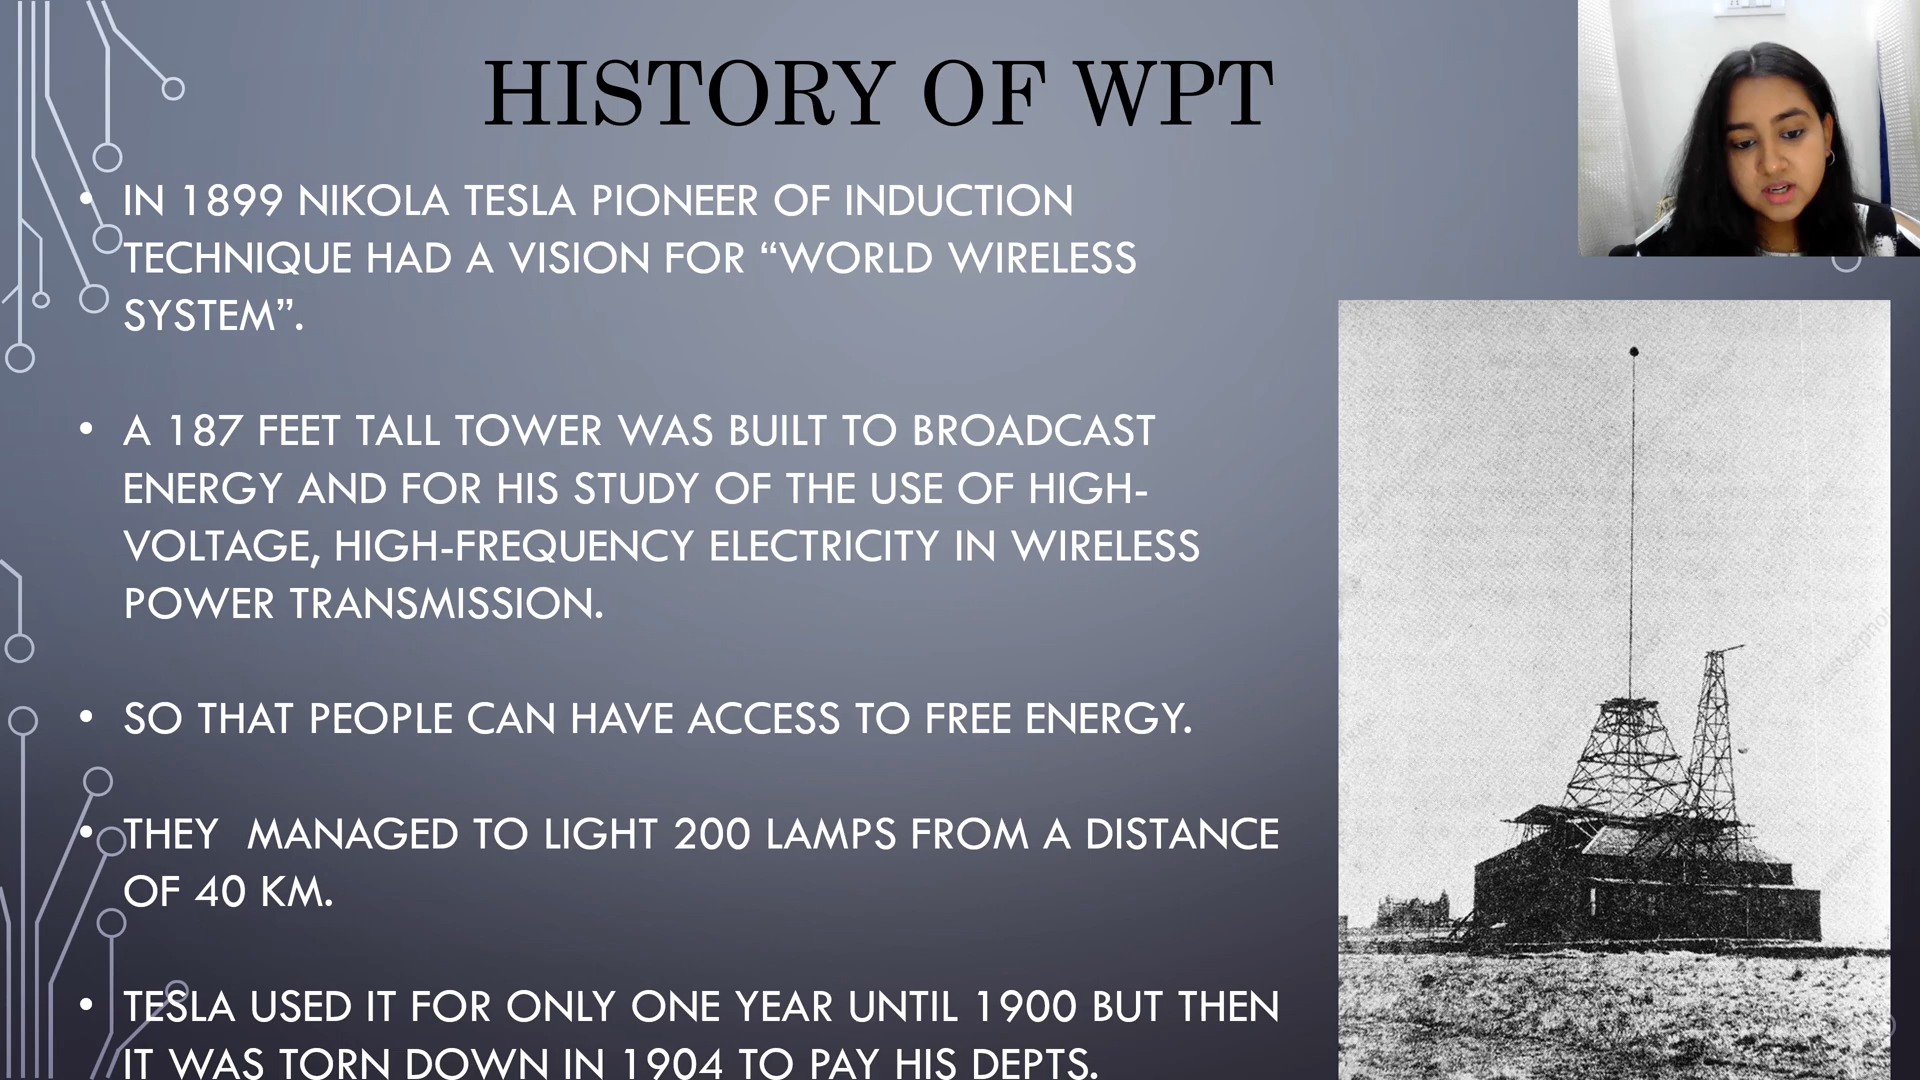 HISTORY OF WPT
• IN 1899 NIKOLA TESLA PIONEER OF INDUCTION
TECHNIQUE HAD A VISION FOR “WORLD WIRELESS
SYSTEM”.
• A 187 FEET TALL TOWER WAS BUILT TO BROADCAST
ENERGY AND FOR HIS STUDY OF THE USE OF HIGH-
VOLTAGE, HIGH-FREQUENCY ELECTRICITY IN WIRELESS
POWER TRANSMISSION.
• SO THAT PEOPLE CAN HAVE ACCESS TO FREE ENERGY.
• THEY  MANAGED TO LIGHT 200 LAMPS FROM A DISTANCE
OF 40 KM.
• TESLA USED IT FOR ONLY ONE YEAR UNTIL 1900 BUT THEN
IT WAS TORN DOWN IN 1904 TO PAY HIS DEPTS.